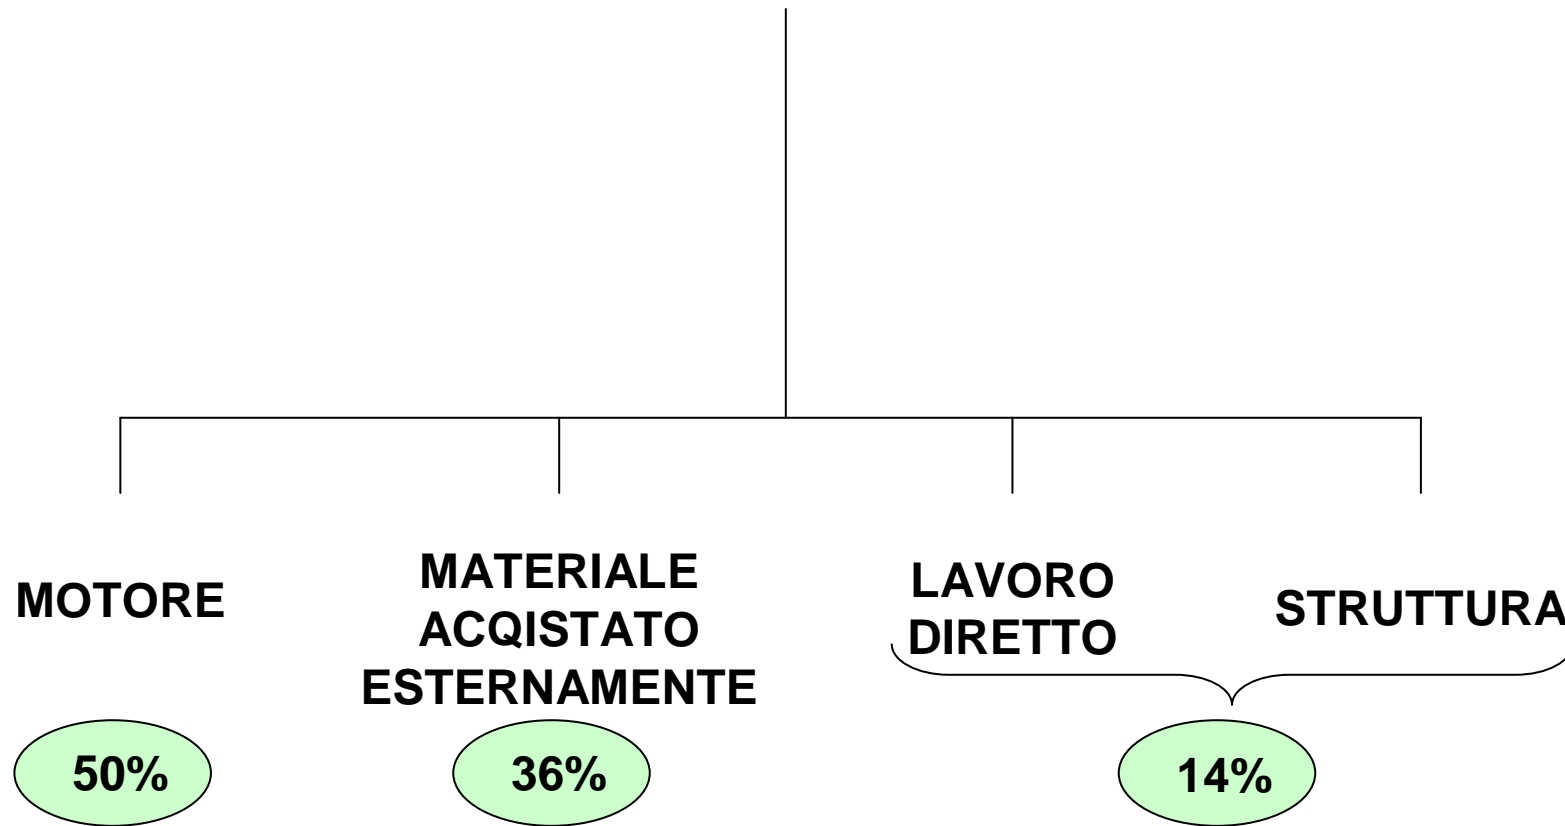 MOTORE
MATERIALE
ACQISTATO
ESTERNAMENTE
LAVORO
DIRETTO
STRUTTURA
50%
36%
14%